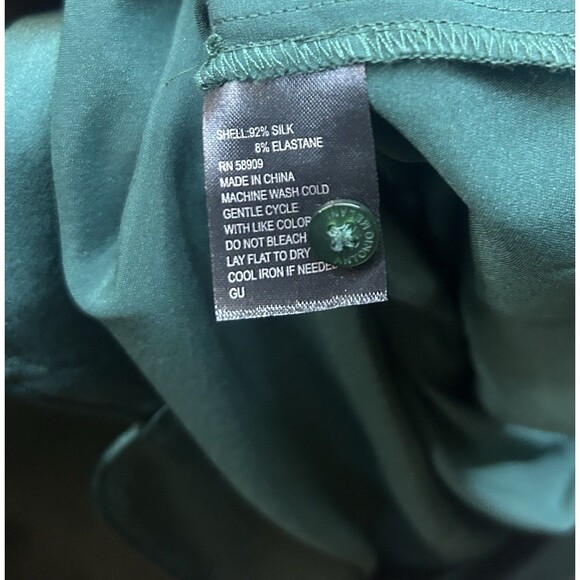 SHELL:92% SILK
8% ELASTANE
RN 58909
MADE IN CHINA
MACHINE WASH COLD
GENTLE CYCLE
WITH LIKE COLOR
DO NOT BLEACH
LAY FLAT TO DRY
COOL IRON IF NEEDED
GU